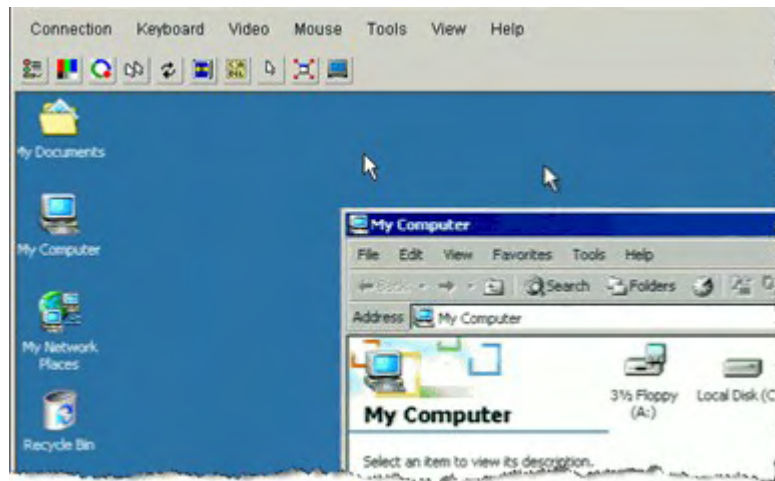 Connection Keyboard Video Mouse Tools View Help
My Documents
My Computer
My Network
Places
Recycle Bin
My Computer
File Edit View Favorites Tools Help
Back Search Folders
Address My Computer
3½ Floppy
(A:)
Local Disk (C
My Computer
Select an item to view its description.